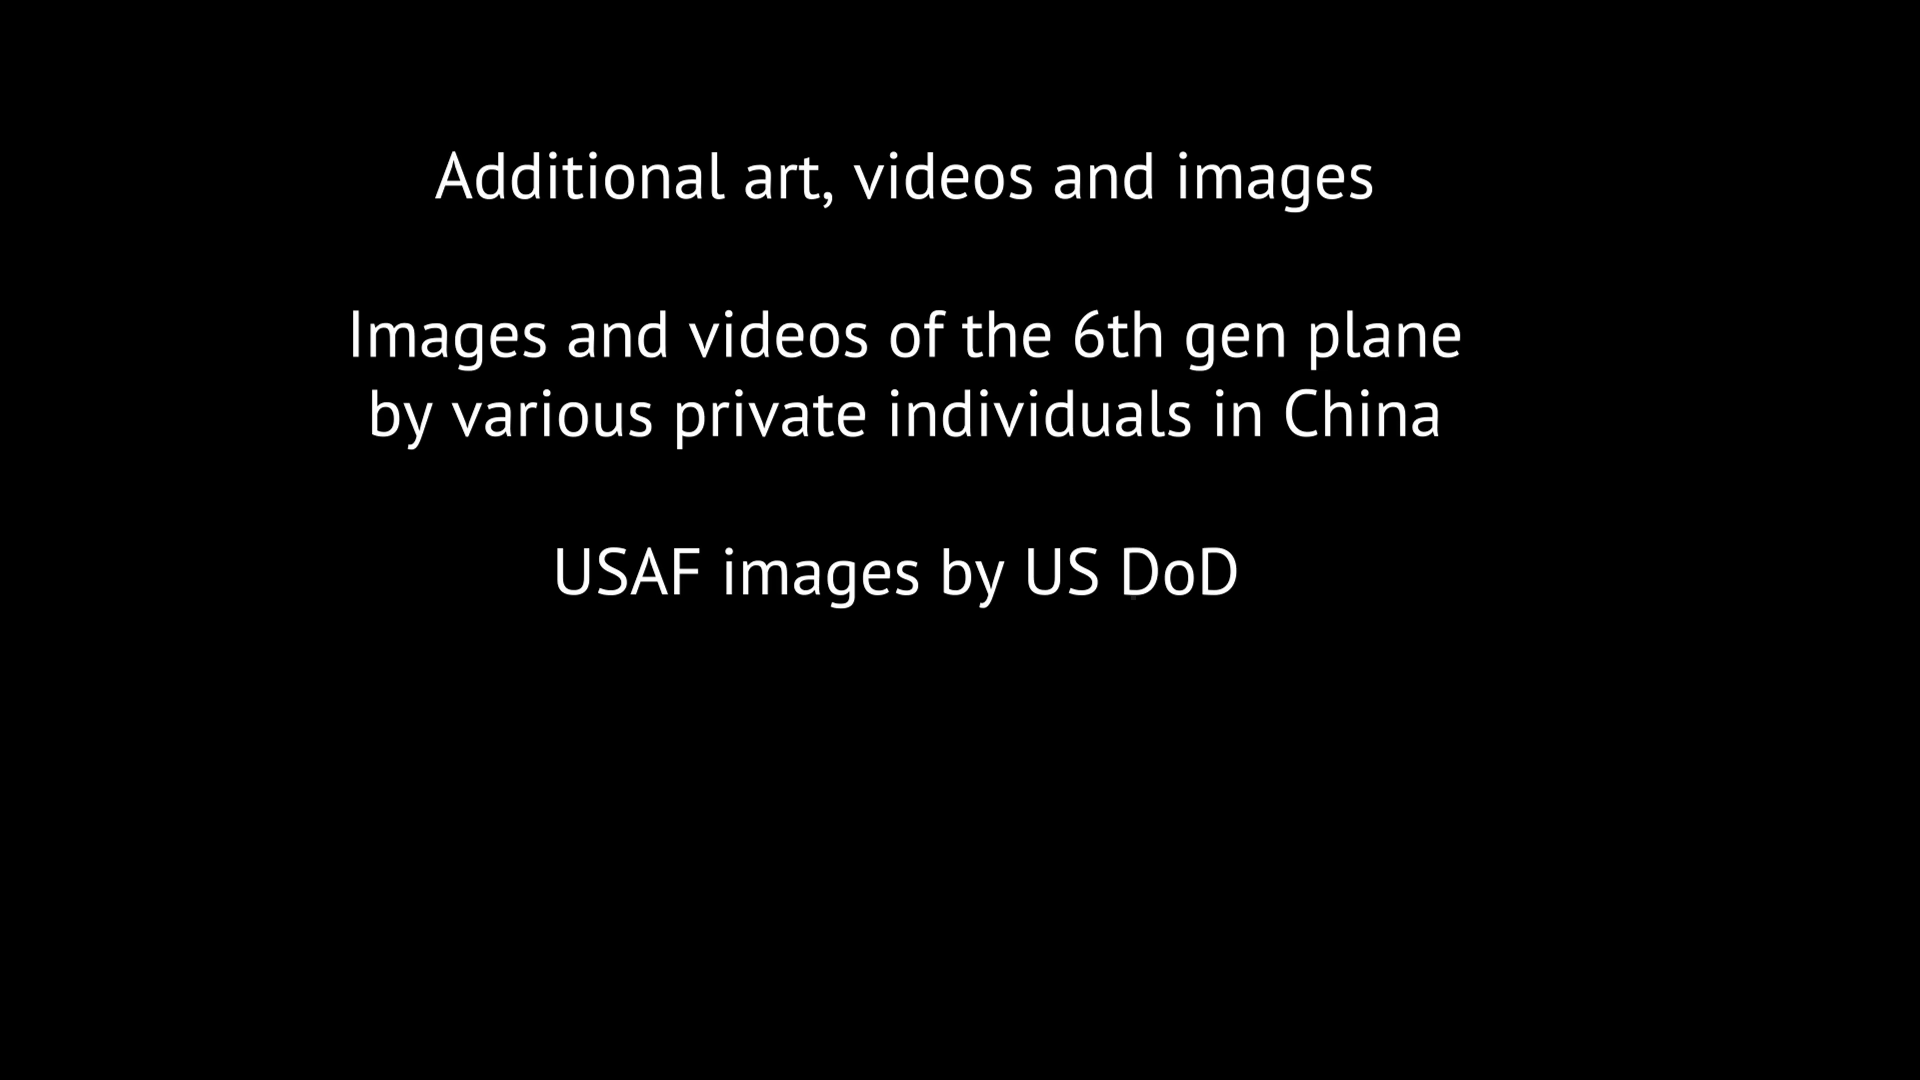 Additional art, videos and images
Images and videos of the 6th gen plane
by various private individuals in China
USAF images by US DoD